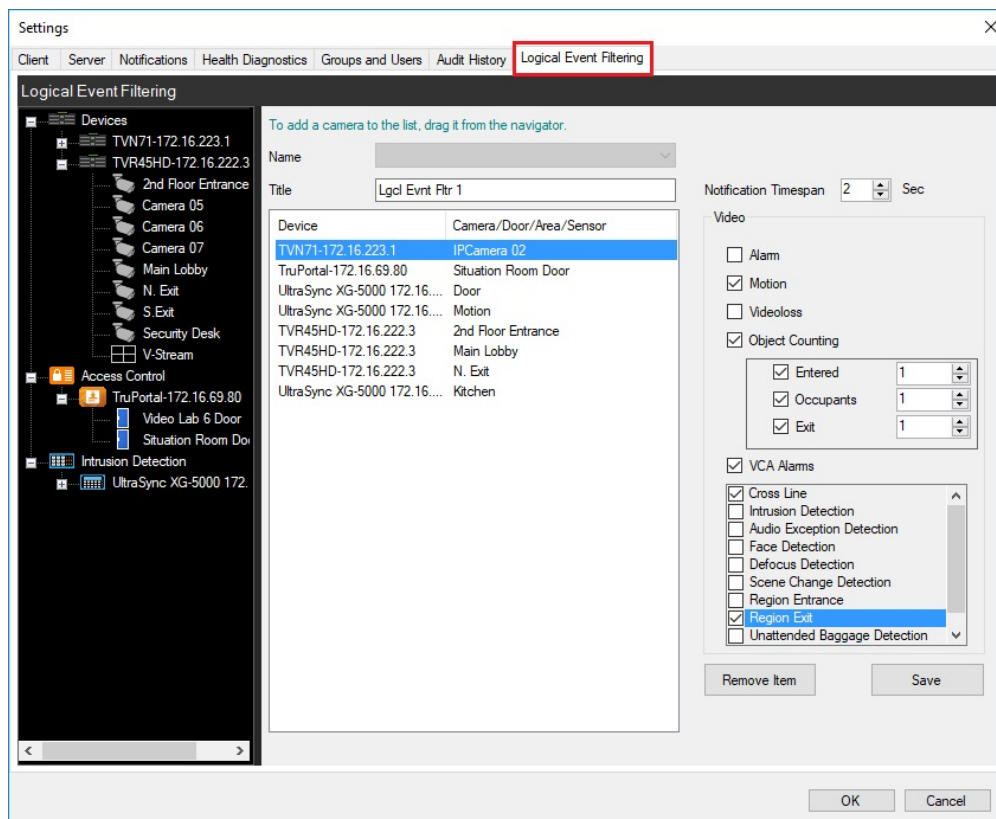 Settings
Client Server Notifications Health Diagnostics Groups and Users Audit History Logical Event Filtering
Logical Event Filtering
Devices
TVN71-172.16.223.1
TVR45HD-172.16.222.3
2nd Floor Entrance
Camera 05
Camera 06
Camera 07
Main Lobby
N. Exit
S.Exit
Security Desk
V-Stream
Access Control
TruPortal-172.16.69.80
Video Lab 6 Door
Situation Room Do
Intrusion Detection
UltraSync XG-5000 172.
To add a camera to the list, drag it from the navigator.
Name
Title Lgcl Evnt Fltr 1
Device Camera/Door/Area/Sensor
TVN71-172.16.223.1 IPCamera 02
TruPortal-172.16.69.80 Situation Room Door
UltraSync XG-5000 172.16.... Door
UltraSync XG-5000 172.16.... Motion
TVR45HD-172.16.222.3 2nd Floor Entrance
TVR45HD-172.16.222.3 Main Lobby
TVR45HD-172.16.222.3 N. Exit
UltraSync XG-5000 172.16.... Kitchen
Notification Timespan 2 Sec
Video
Alarm
Motion
Videoloss
Object Counting
Entered 1
Occupants 1
Exit 1
VCA Alarms
Cross Line
Intrusion Detection
Audio Exception Detection
Face Detection
Defocus Detection
Scene Change Detection
Region Entrance
Region Exit
Unattended Baggage Detection
Remove Item Save
OK Cancel